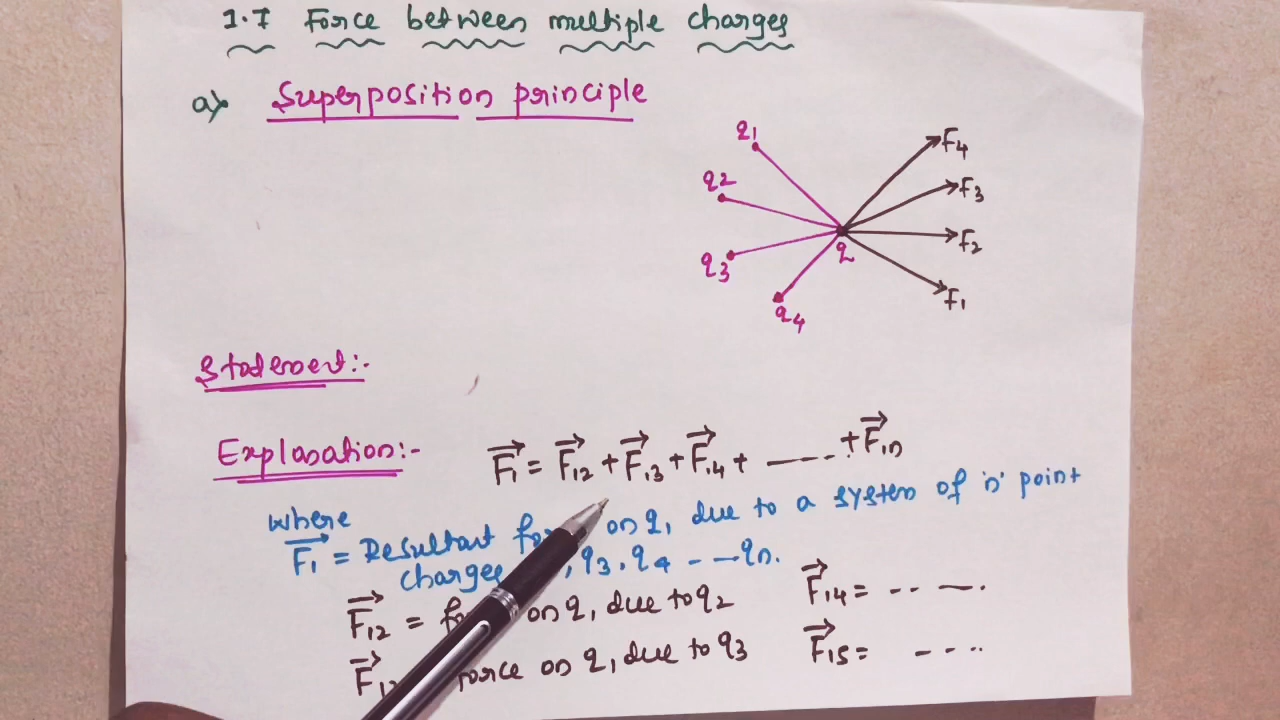 1.7 Force between multiple charges
a) Superposition principle
q1
q2
q3
q4
q
F4
F3
F2
F1
Statement:-
Explanation:-
F1 = F12 + F13 + F14 + ---- + F1n
where
F1 = Resultant on q1 due to a system of 'n' point
charges , q3, q4 - - qn.
F12 = on q1 due to q2
F14 = -- --.
force on q1 due to q3
F15 = - - - .